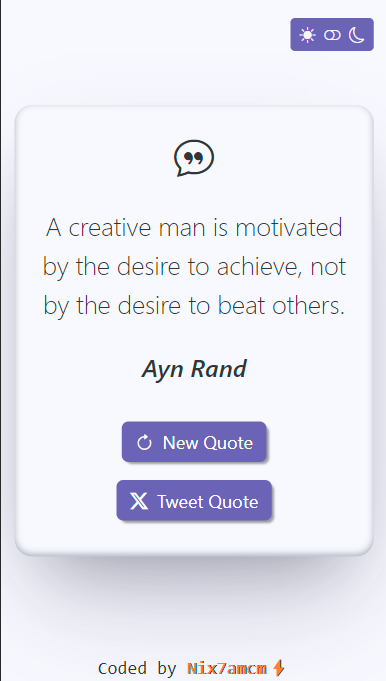 A creative man is motivated
by the desire to achieve, not
by the desire to beat others.
Ayn Rand
New Quote
Tweet Quote
Coded by Nix7amcm